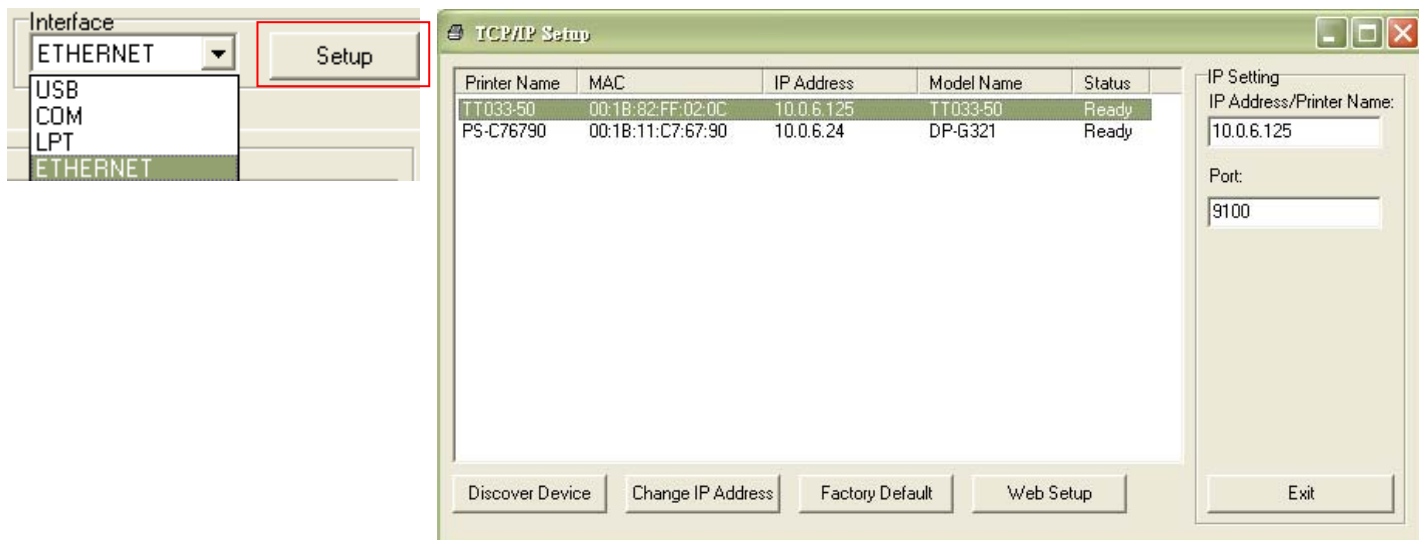 Interface
ETHERNET
Setup
USB
COM
LPT
ETHERNET
TCP/IP Setup
Printer Name MAC IP Address Model Name Status
TT033-50 00:1B:82:FF:02:0C 10.0.6.125 TT033-50 Ready
PS-C76790 00:1B:11:C7:67:90 10.0.6.24 DP-G321 Ready
IP Setting
IP Address/Printer Name:
10.0.6.125
Port:
9100
Discover Device Change IP Address Factory Default Web Setup Exit